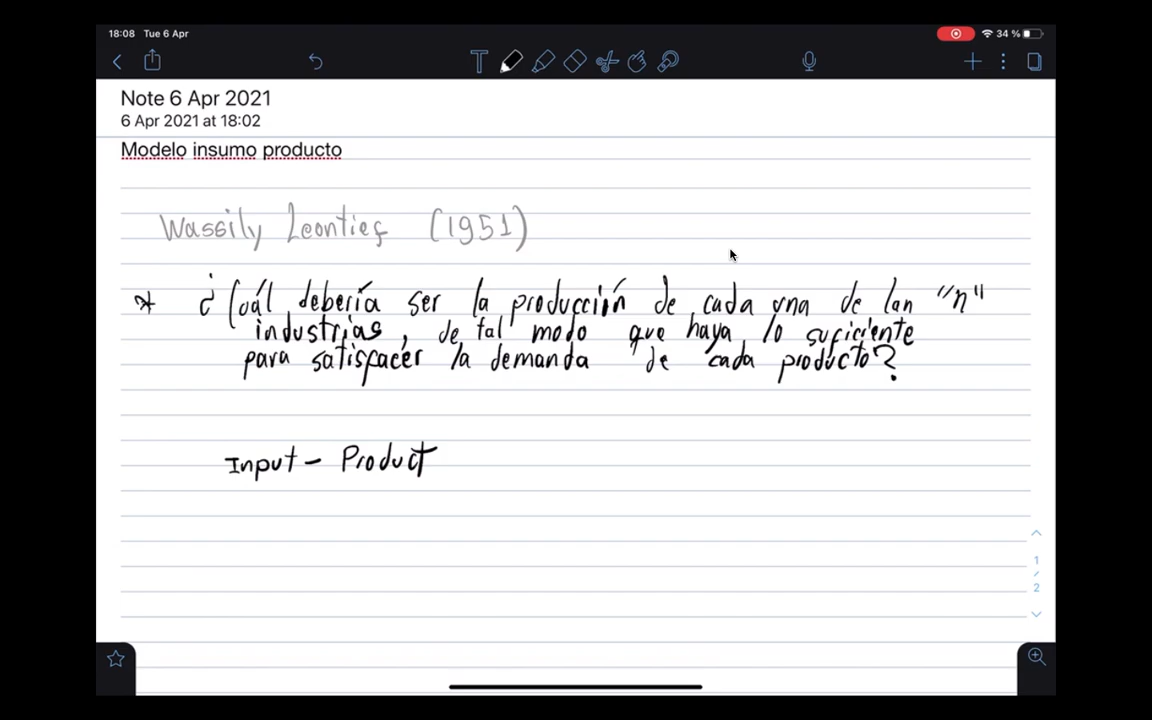 18:08 Tue 6 Apr 34 %
Note 6 Apr 2021
6 Apr 2021 at 18:02
Modelo insumo producto
Wassily Leontief (1951)
* ¿Cuál debería ser la producción de cada una de las "n"
industrias, de tal modo que haya lo suficiente
para satisfacer la demanda de cada producto?
Input - Product
1
/
2